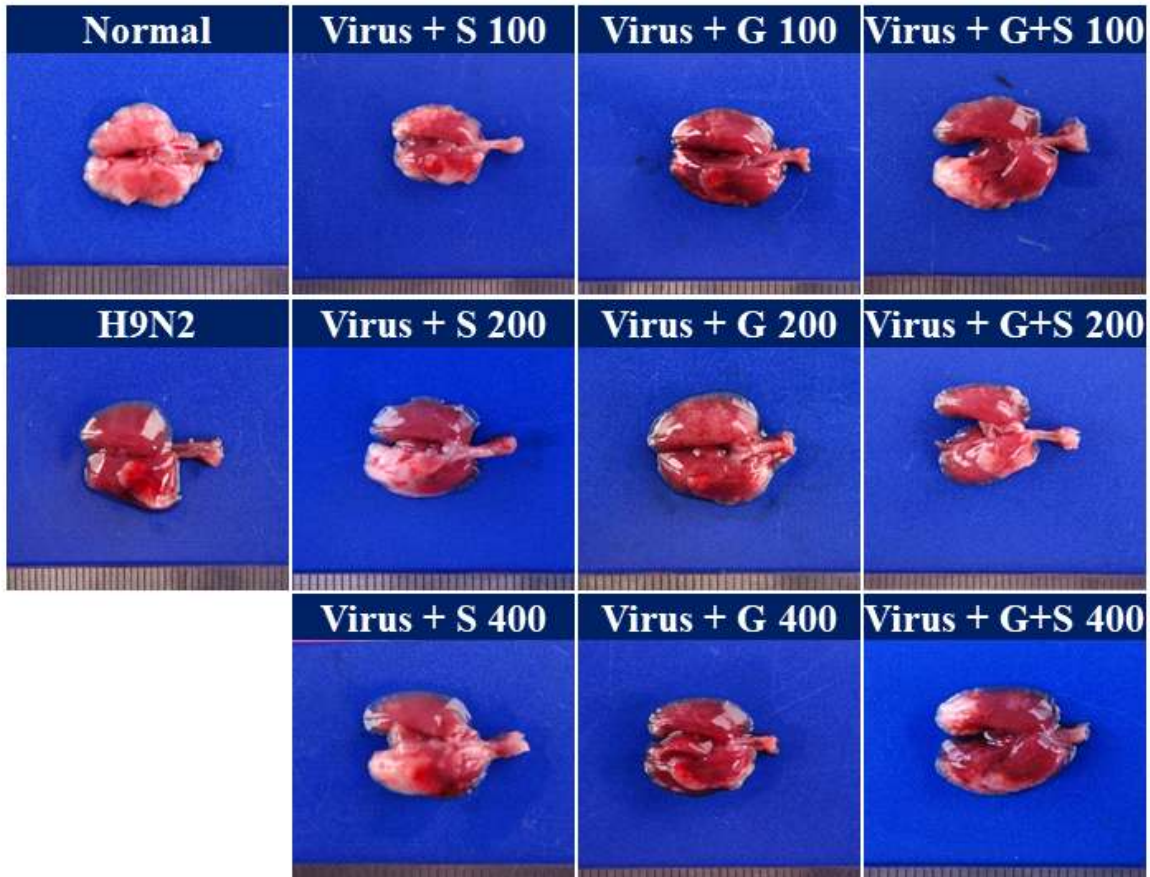 Normal
Virus + S 100
Virus + G 100
Virus + G+S 100
H9N2
Virus + S 200
Virus + G 200
Virus + G+S 200
Virus + S 400
Virus + G 400
Virus + G+S 400